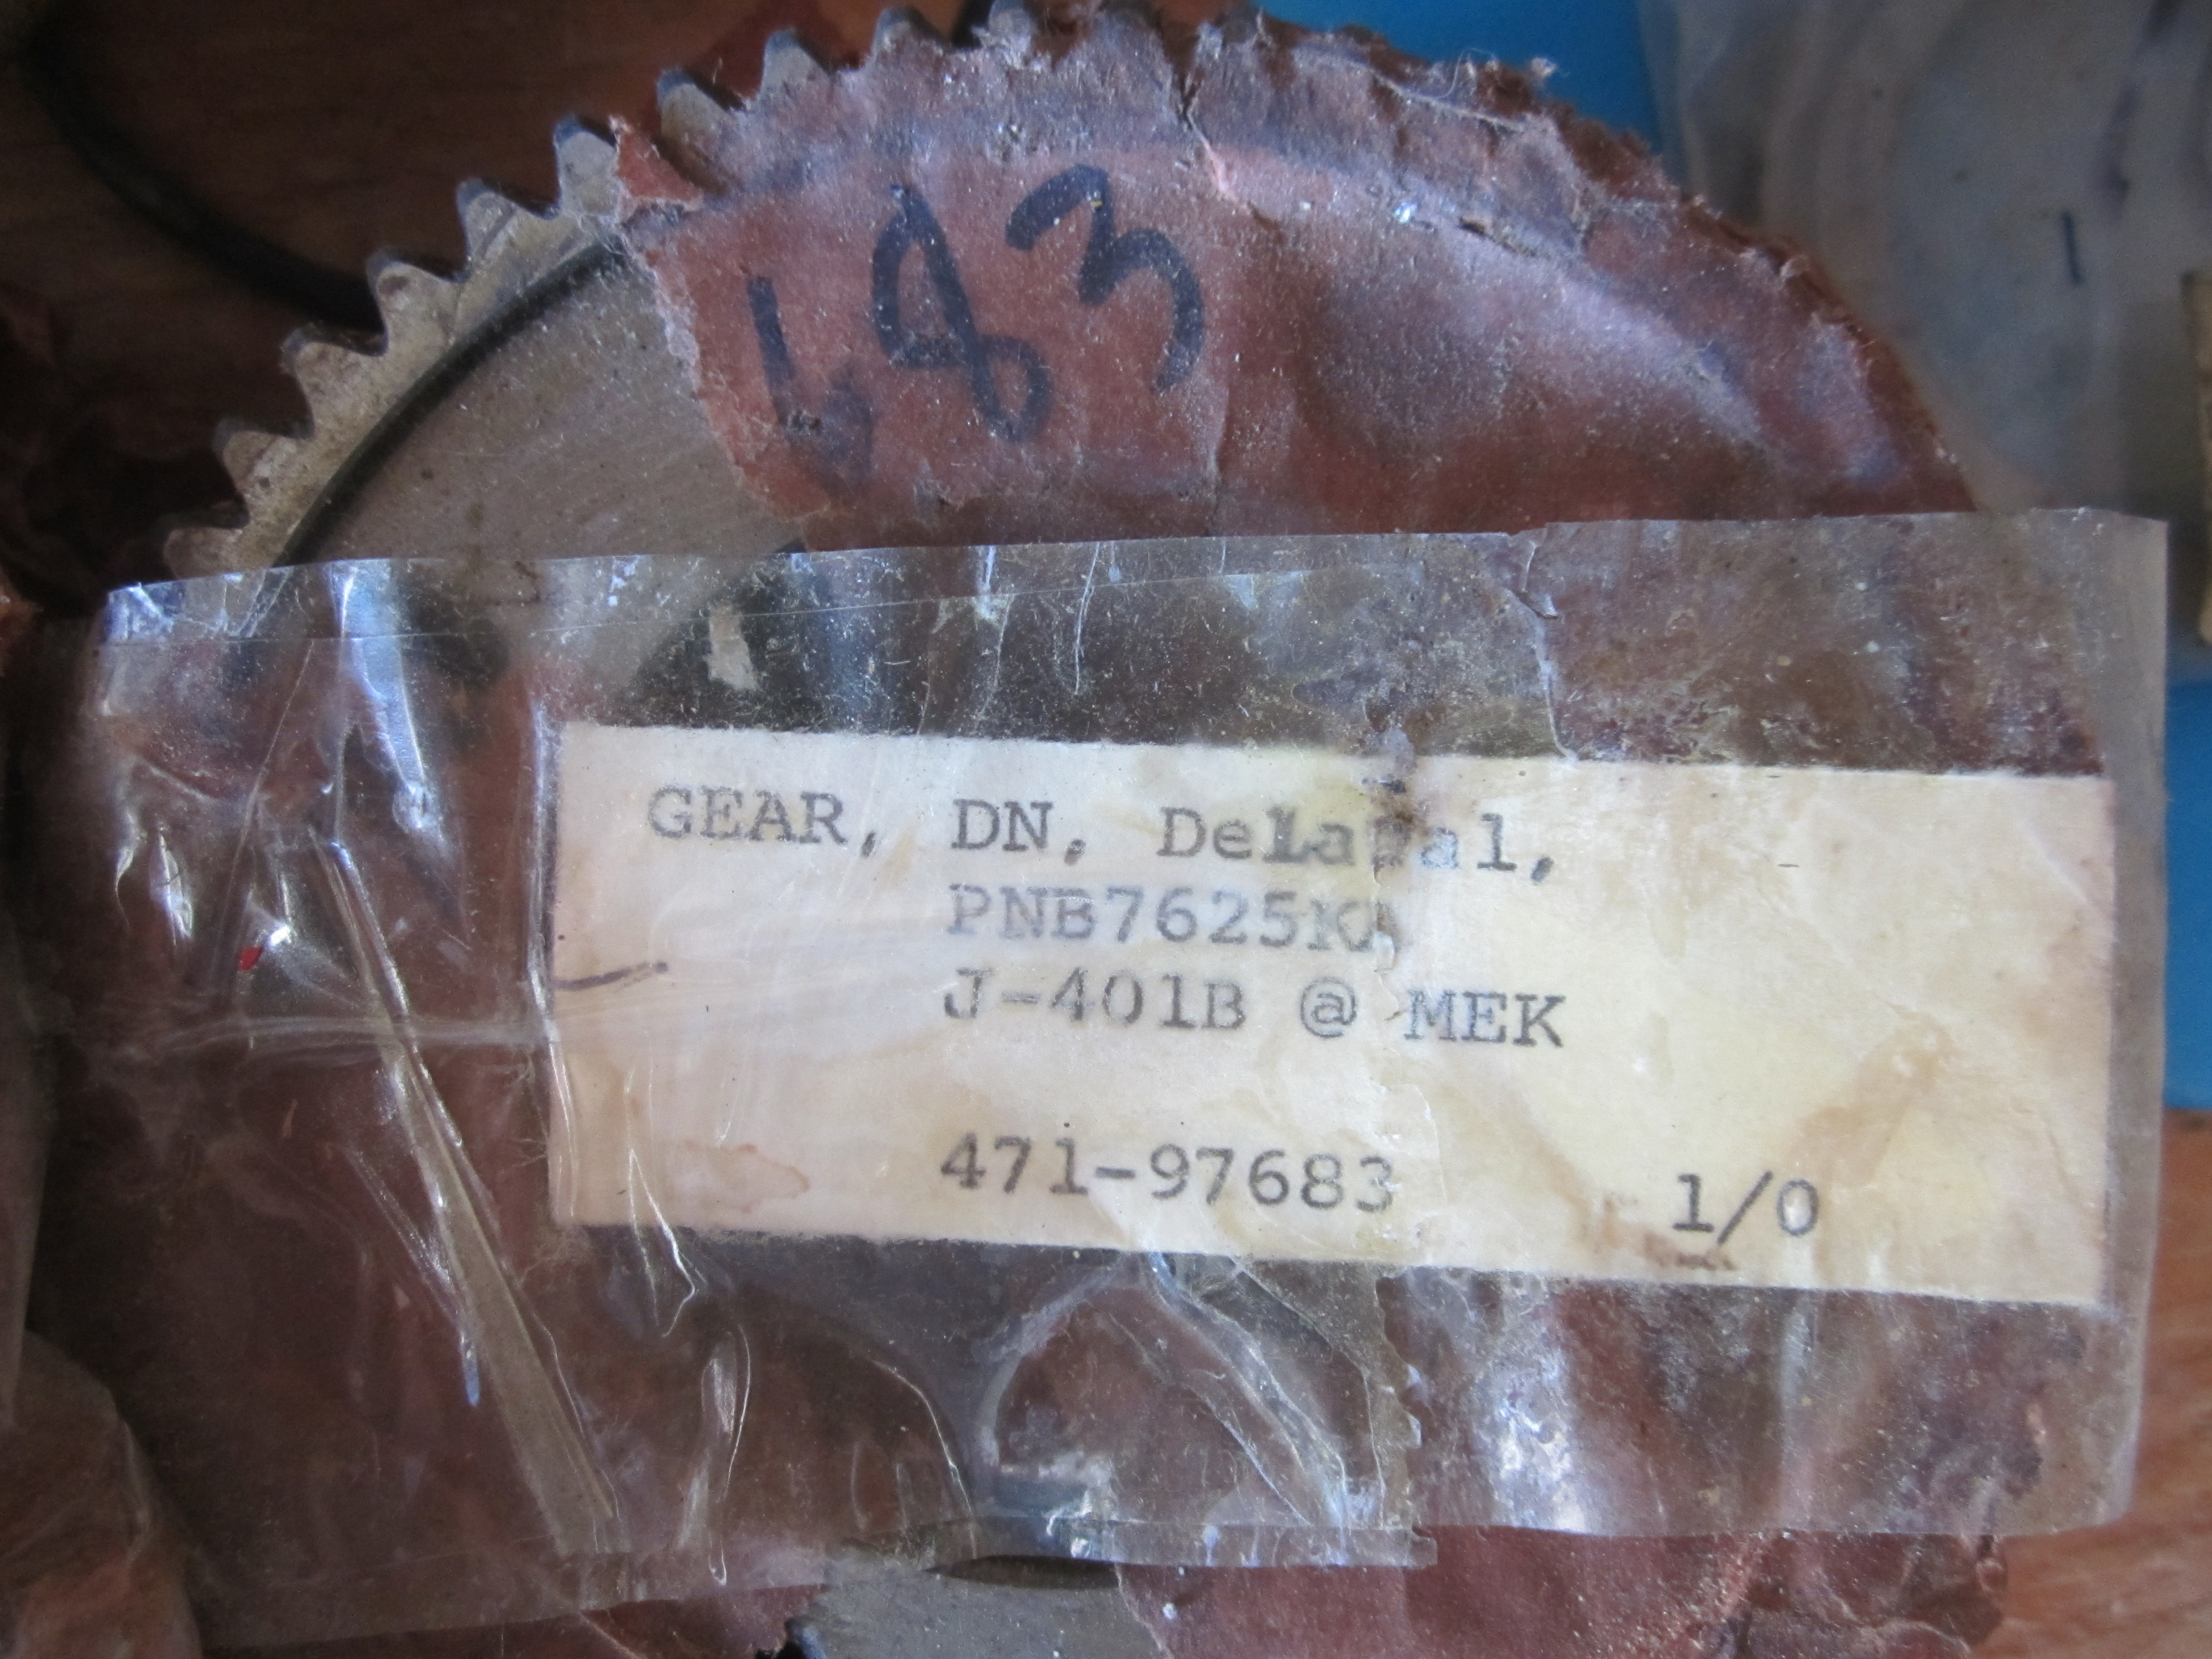 683
GEAR, DN, DeLaval,
PNB7625KA
J-401B @ MEK
471-97683 1/0